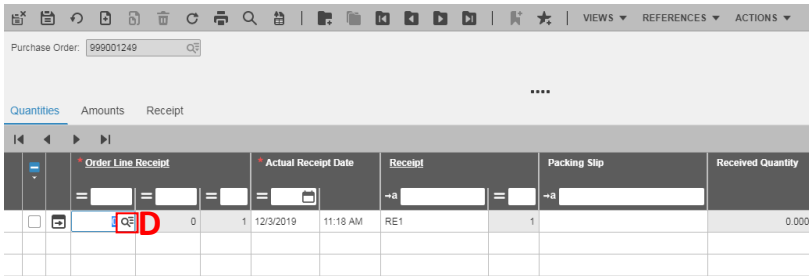 VIEWS REFERENCES ACTIONS
Purchase Order: 999001249
Quantities Amounts Receipt
* Order Line Receipt * Actual Receipt Date Receipt Packing Slip Received Quantity
= = = = →a = →a
D 0 1 12/3/2019 11:18 AM RE1 1 0.000